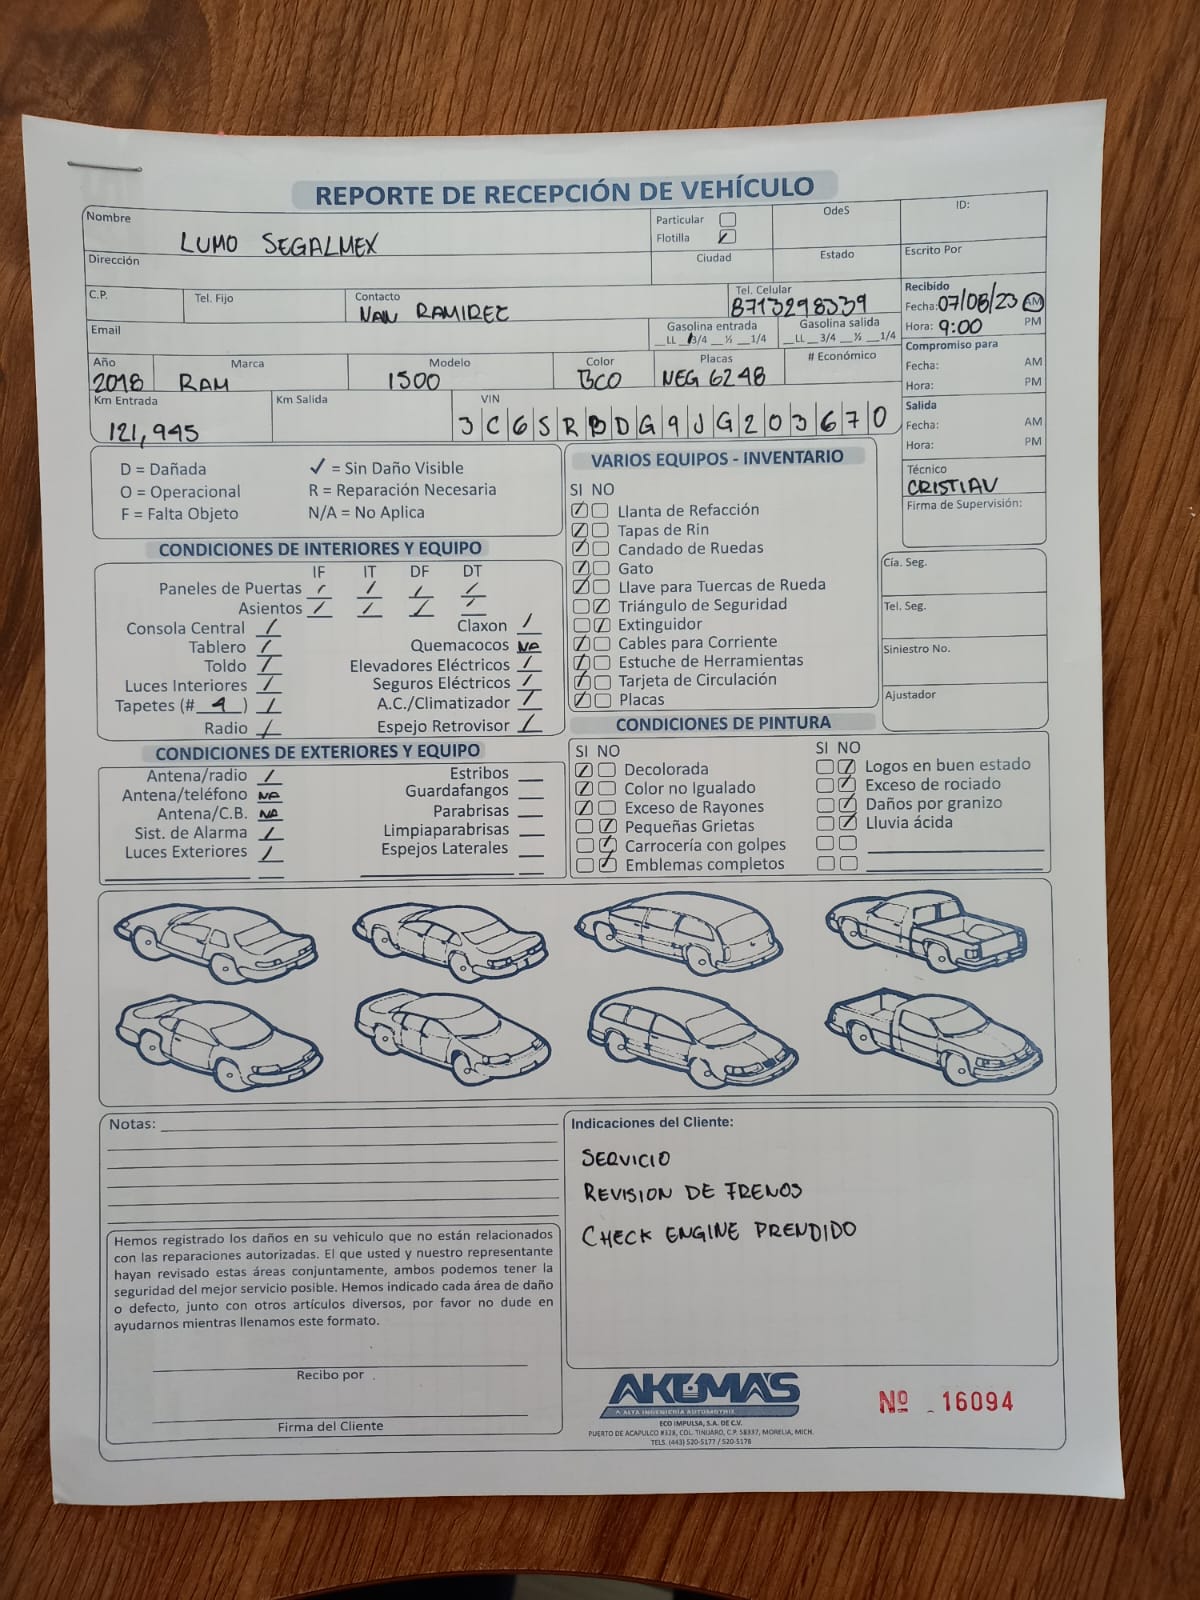 REPORTE DE RECEPCIÓN DE VEHÍCULO
Nombre LUMO SEGALMEX
Particular
Flotilla ✓
OdeS
ID:
Dirección
Ciudad
Estado
Escrito Por
C.P.
Tel. Fijo
Contacto NAN RAMIREZ
Tel. Celular 8713298339
Recibido
Fecha: 07/08/23 AM
Hora: 9:00 PM
Email
Gasolina entrada
__LL __3/4 __½ __1/4
Gasolina salida
__LL __3/4 __½ __1/4
Año 2018
Marca RAM
Modelo 1500
Color BCO
Placas NEG 6248
# Económico
Compromiso para
Fecha: AM
Hora: PM
Km Entrada 121,945
Km Salida
VIN 3C6SRBDG9JG203670
Salida
Fecha: AM
Hora: PM
Técnico
CRISTIAN
Firma de Supervisión:
D = Dañada ✓ = Sin Daño Visible
O = Operacional R = Reparación Necesaria
F = Falta Objeto N/A = No Aplica
VARIOS EQUIPOS - INVENTARIO
SI NO
Llanta de Refacción
Tapas de Rin
Candado de Ruedas
Gato
Llave para Tuercas de Rueda
Triángulo de Seguridad
Extinguidor
Cables para Corriente
Estuche de Herramientas
Tarjeta de Circulación
Placas
Cía. Seg.
Tel. Seg.
Siniestro No.
Ajustador
CONDICIONES DE INTERIORES Y EQUIPO
IF IT DF DT
Paneles de Puertas
Asientos
Consola Central Claxon
Tablero Quemacocos NA
Toldo Elevadores Eléctricos
Luces Interiores Seguros Eléctricos
Tapetes (# 4 ) A.C./Climatizador
Radio Espejo Retrovisor
CONDICIONES DE EXTERIORES Y EQUIPO
Antena/radio Estribos
Antena/teléfono NA Guardafangos
Antena/C.B. NA Parabrisas
Sist. de Alarma Limpiaparabrisas
Luces Exteriores Espejos Laterales
CONDICIONES DE PINTURA
SI NO SI NO
Decolorada Logos en buen estado
Color no Igualado Exceso de rociado
Exceso de Rayones Daños por granizo
Pequeñas Grietas Lluvia ácida
Carrocería con golpes
Emblemas completos
Notas:
Hemos registrado los daños en su vehiculo que no están relacionados
con las reparaciones autorizadas. El que usted y nuestro representante
hayan revisado estas áreas conjuntamente, ambos podemos tener la
seguridad del mejor servicio posible. Hemos indicado cada área de daño
o defecto, junto con otros artículos diversos, por favor no dude en
ayudarnos mientras llenamos este formato.
Recibo por
Firma del Cliente
Indicaciones del Cliente:
SERVICIO
REVISION DE FRENOS
CHECK ENGINE PRENDIDO
AKUMA'S
ALTA INGENIERÍA AUTOMOTRIZ
ECO IMPULSA, S.A. DE C.V.
PUERTO DE ACAPULCO #328, COL. TINIJARO, C.P. 58337, MORELIA, MICH.
TELS. (443) 520-5177 / 520-5178
Nº 16094